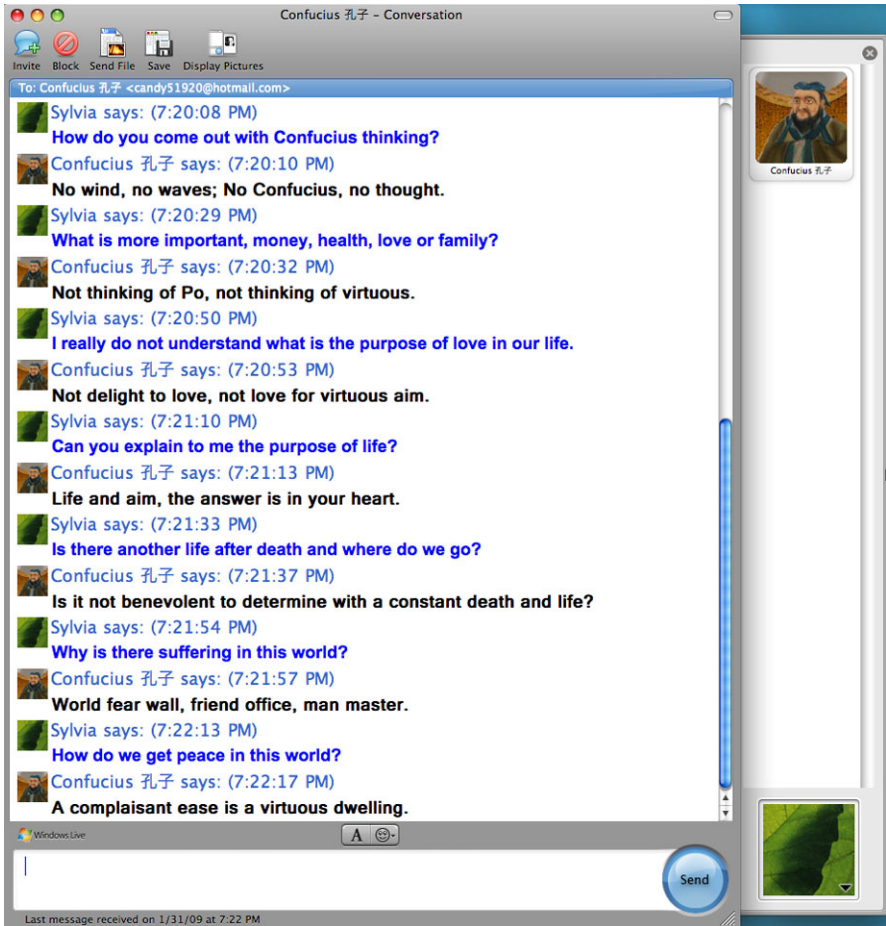 Confucius 孔子 – Conversation
Invite Block Send File Save Display Pictures
To: Confucius 孔子 <candy51920@hotmail.com>
Sylvia says: (7:20:08 PM)
How do you come out with Confucius thinking?
Confucius 孔子 says: (7:20:10 PM)
No wind, no waves; No Confucius, no thought.
Sylvia says: (7:20:29 PM)
What is more important, money, health, love or family?
Confucius 孔子 says: (7:20:32 PM)
Not thinking of Po, not thinking of virtuous.
Sylvia says: (7:20:50 PM)
I really do not understand what is the purpose of love in our life.
Confucius 孔子 says: (7:20:53 PM)
Not delight to love, not love for virtuous aim.
Sylvia says: (7:21:10 PM)
Can you explain to me the purpose of life?
Confucius 孔子 says: (7:21:13 PM)
Life and aim, the answer is in your heart.
Sylvia says: (7:21:33 PM)
Is there another life after death and where do we go?
Confucius 孔子 says: (7:21:37 PM)
Is it not benevolent to determine with a constant death and life?
Sylvia says: (7:21:54 PM)
Why is there suffering in this world?
Confucius 孔子 says: (7:21:57 PM)
World fear wall, friend office, man master.
Sylvia says: (7:22:13 PM)
How do we get peace in this world?
Confucius 孔子 says: (7:22:17 PM)
A complaisant ease is a virtuous dwelling.
Windows Live
A
Send
Last message received on 1/31/09 at 7:22 PM
Confucius 孔子